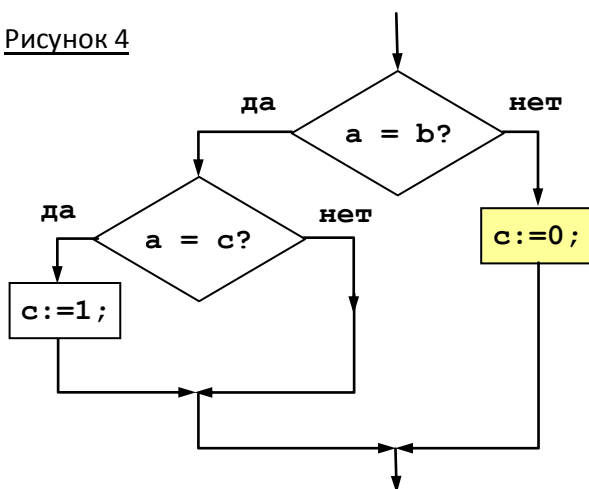 Рисунок 4
да
нет
a = b?
да
нет
a = c?
c:=0;
c:=1;